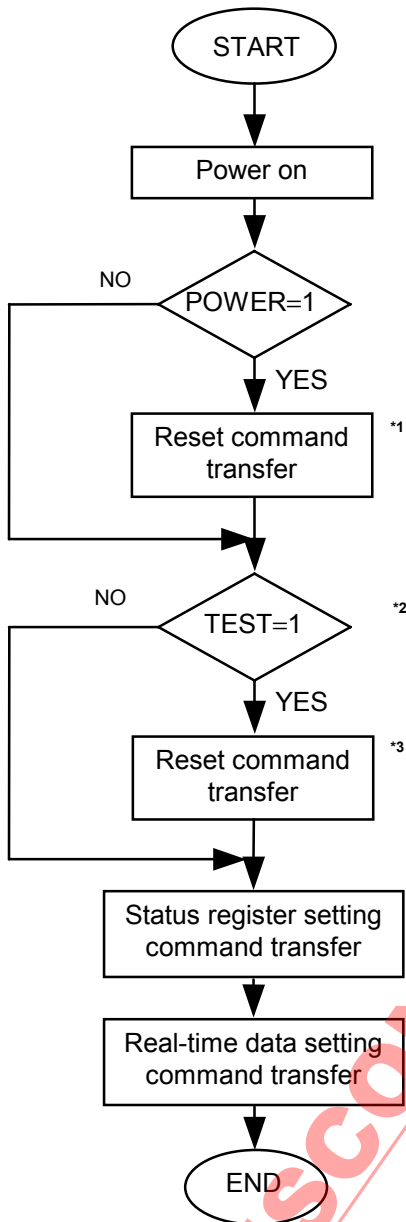 START
Power on
NO
POWER=1
YES
Reset command
transfer
*1
NO
TEST=1
*2
YES
Reset command
transfer
*3
Status register setting
command transfer
Real-time data setting
command transfer
END